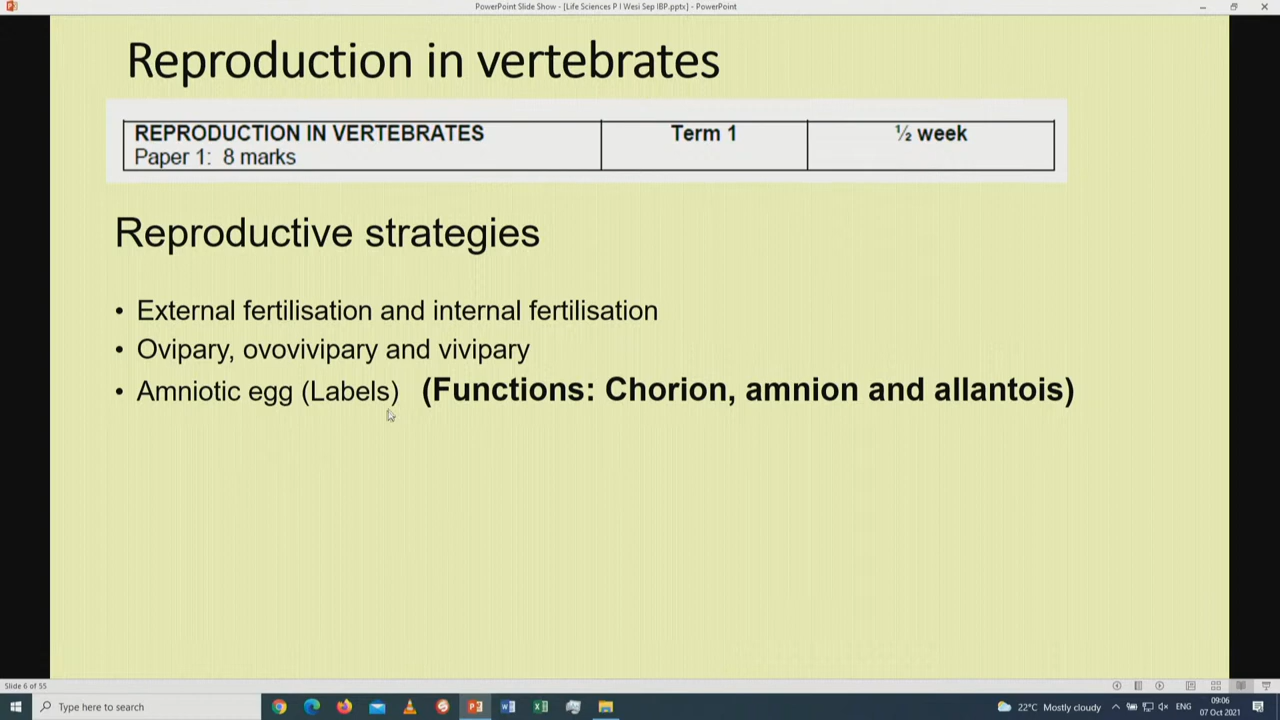 PowerPoint Slide Show - [Life Sciences P I Wesi Sep IBP.pptx] - PowerPoint
Reproduction in vertebrates
REPRODUCTION IN VERTEBRATES Term 1 ½ week
Paper 1: 8 marks
Reproductive strategies
• External fertilisation and internal fertilisation
• Ovipary, ovovivipary and vivipary
• Amniotic egg (Labels) (Functions: Chorion, amnion and allantois)
Slide 6 of 55
Type here to search
22°C Mostly cloudy
ENG
09:06
07 Oct 2021